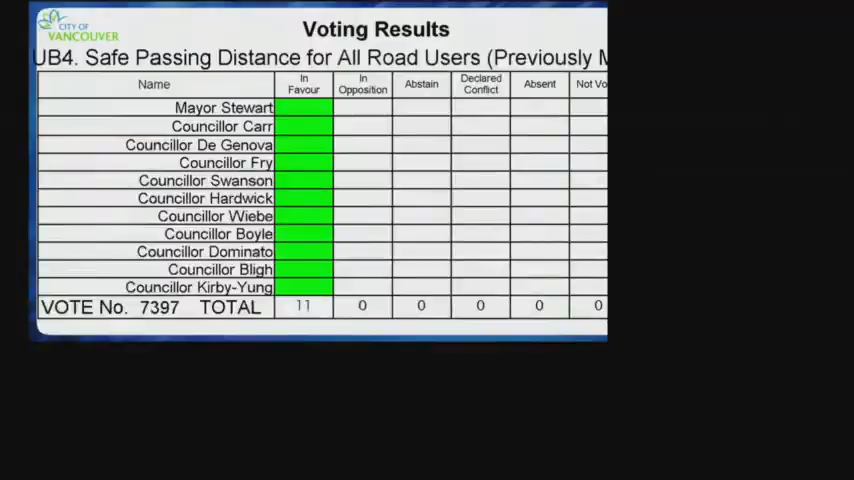 CITY OF
VANCOUVER
Voting Results
UB4. Safe Passing Distance for All Road Users (Previously M
Name In Favour In Opposition Abstain Declared Conflict Absent Not Vo
Mayor Stewart
Councillor Carr
Councillor De Genova
Councillor Fry
Councillor Swanson
Councillor Hardwick
Councillor Wiebe
Councillor Boyle
Councillor Dominato
Councillor Bligh
Councillor Kirby-Yung
VOTE No. 7397 TOTAL 11 0 0 0 0 0